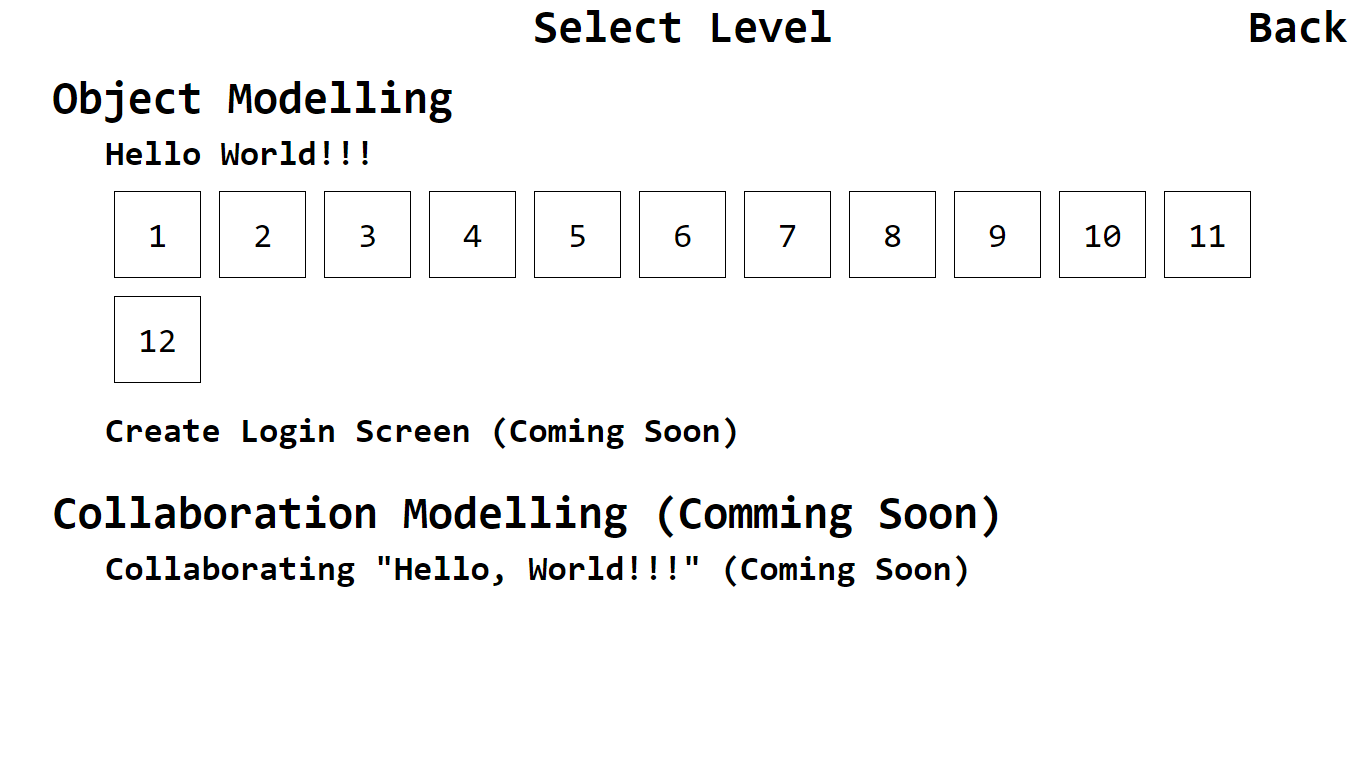 Select Level Back
Object Modelling
Hello World!!!
1 2 3 4 5 6 7 8 9 10 11
12
Create Login Screen (Coming Soon)
Collaboration Modelling (Comming Soon)
Collaborating "Hello, World!!!" (Coming Soon)